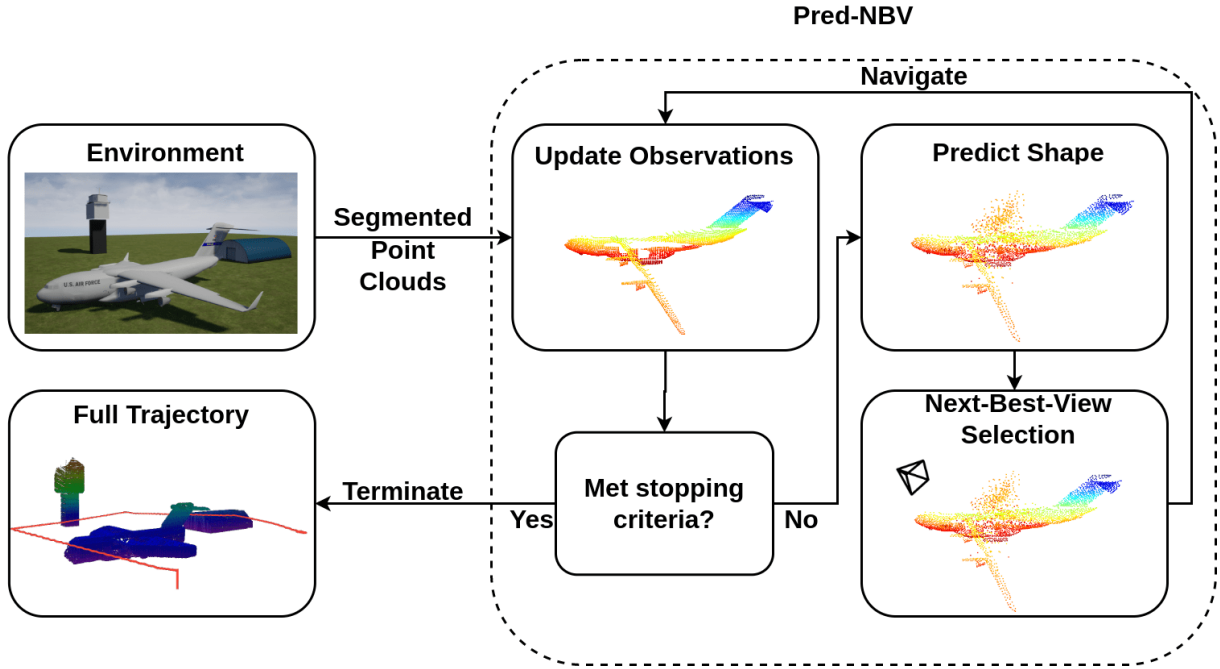 Pred-NBV
Navigate
Environment
U.S. AIR FORCE
Segmented
Point
Clouds
Update Observations
Predict Shape
Full Trajectory
Terminate
Yes
Met stopping
criteria?
No
Next-Best-View
Selection